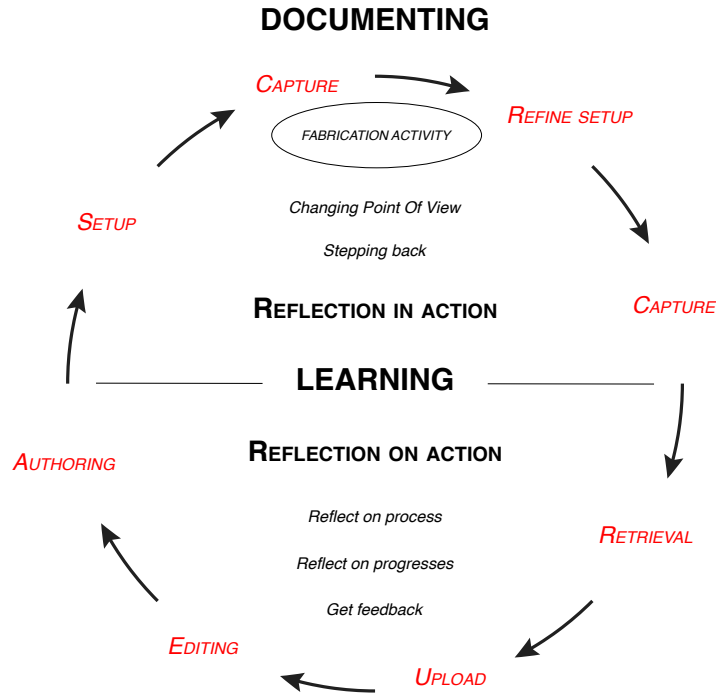 DOCUMENTING
CAPTURE
REFINE SETUP
FABRICATION ACTIVITY
SETUP
Changing Point Of View
Stepping back
REFLECTION IN ACTION
CAPTURE
LEARNING
REFLECTION ON ACTION
AUTHORING
Reflect on process
RETRIEVAL
Reflect on progresses
Get feedback
EDITING
UPLOAD